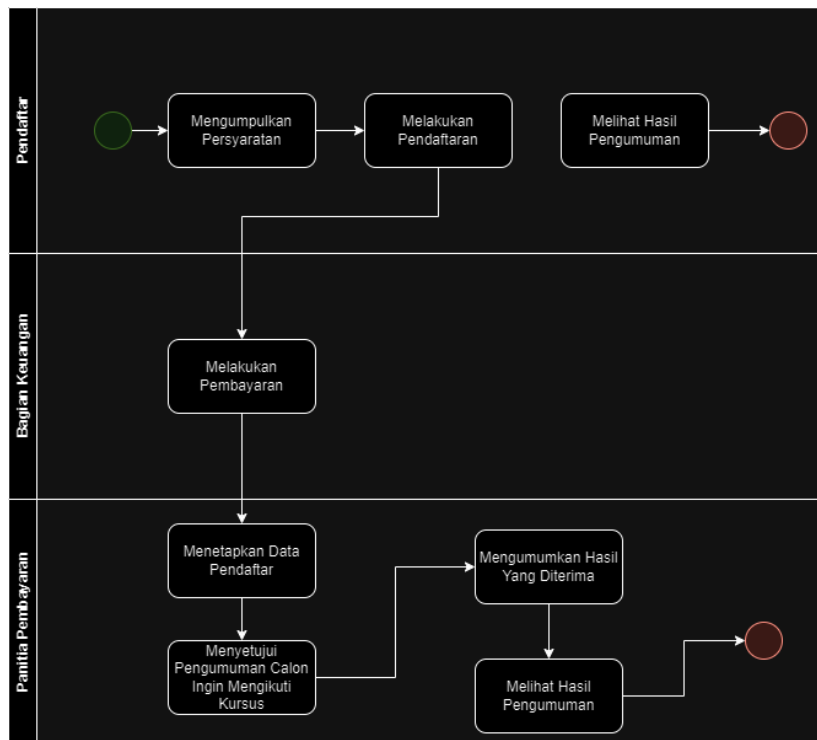 Pendaftar
Mengumpulkan
Persyaratan
Melakukan
Pendaftaran
Melihat Hasil
Pengumuman
Bagian Keuangan
Melakukan
Pembayaran
Panitia Pembayaran
Menetapkan Data
Pendaftar
Menyetujui
Pengumuman Calon
Ingin Mengikuti
Kursus
Mengumumkan Hasil
Yang Diterima
Melihat Hasil
Pengumuman